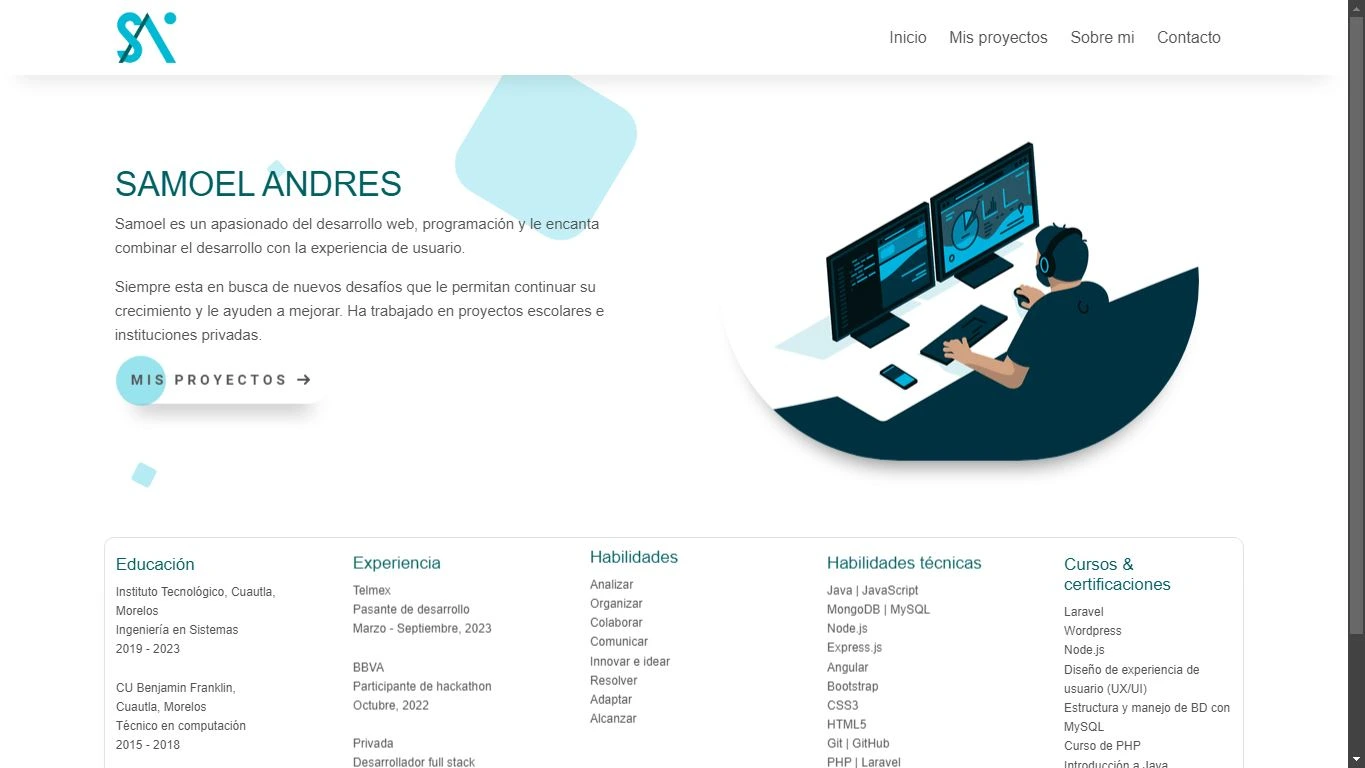 SA
Inicio Mis proyectos Sobre mi Contacto
SAMOEL ANDRES
Samoel es un apasionado del desarrollo web, programación y le encanta
combinar el desarrollo con la experiencia de usuario.
Siempre esta en busca de nuevos desafíos que le permitan continuar su
crecimiento y le ayuden a mejorar. Ha trabajado en proyectos escolares e
instituciones privadas.
MIS PROYECTOS →
Educación
Instituto Tecnológico, Cuautla,
Morelos
Ingeniería en Sistemas
2019 - 2023
CU Benjamin Franklin,
Cuautla, Morelos
Técnico en computación
2015 - 2018
Experiencia
Telmex
Pasante de desarrollo
Marzo - Septiembre, 2023
BBVA
Participante de hackathon
Octubre, 2022
Privada
Desarrollador full stack
Habilidades
Analizar
Organizar
Colaborar
Comunicar
Innovar e idear
Resolver
Adaptar
Alcanzar
Habilidades técnicas
Java | JavaScript
MongoDB | MySQL
Node.js
Express.js
Angular
Bootstrap
CSS3
HTML5
Git | GitHub
PHP | Laravel
Cursos &
certificaciones
Laravel
Wordpress
Node.js
Diseño de experiencia de
usuario (UX/UI)
Estructura y manejo de BD con
MySQL
Curso de PHP
Introducción a Java